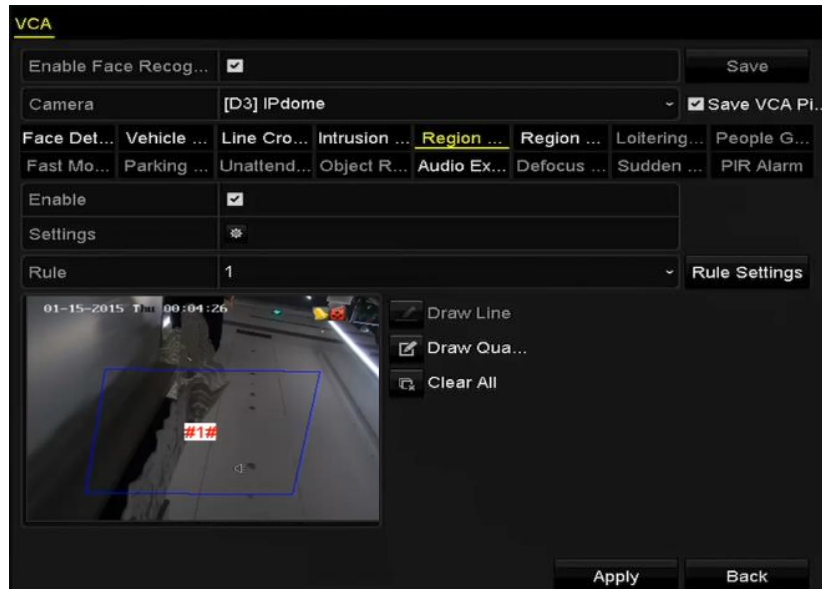 VCA
Enable Face Recog...
Save
Camera
[D3] IPdome
Save VCA Pi..
Face Det... Vehicle ... Line Cro... Intrusion ... Region ... Region ... Loitering... People G...
Fast Mo... Parking ... Unattend... Object R... Audio Ex... Defocus ... Sudden ... PIR Alarm
Enable
Settings
Rule
1
Rule Settings
01-15-2015 Thu 00:04:26
Draw Line
Draw Qua...
Clear All
#1#
Apply
Back